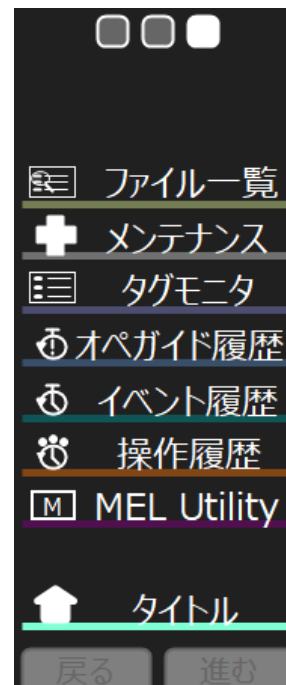 ファイル一覧
メンテナンス
タグモニタ
オペガイド履歴
イベント履歴
操作履歴
M MEL Utility
タイトル
戻る 進む